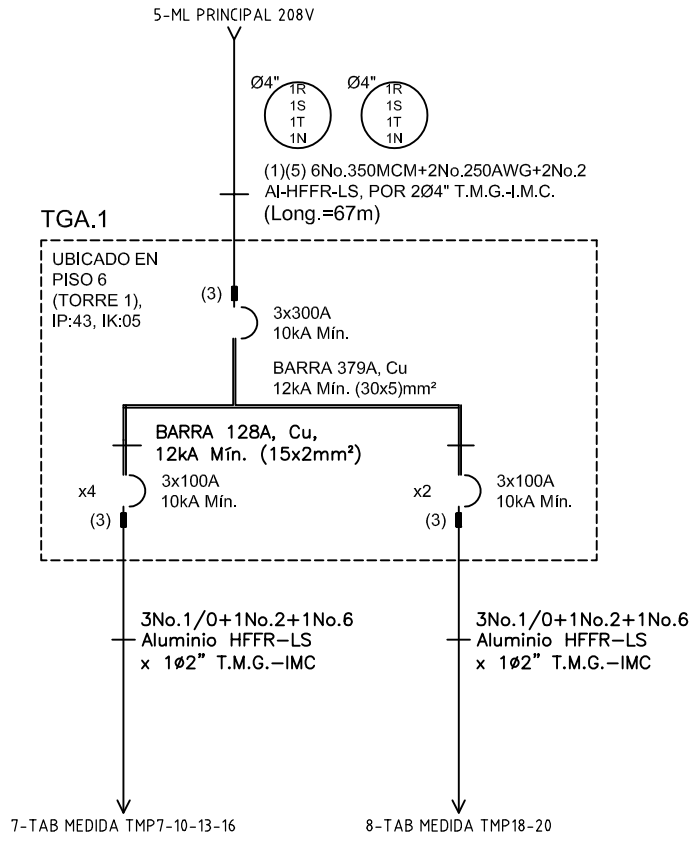 5-ML PRINCIPAL 208V
Ø4"
1R
1S
1T
1N
Ø4"
1R
1S
1T
1N
(1)(5) 6No.350MCM+2No.250AWG+2No.2
Al-HFFR-LS, POR 2Ø4" T.M.G.-I.M.C.
(Long.=67m)
TGA.1
UBICADO EN
PISO 6
(TORRE 1),
IP:43, IK:05
(3)
3x300A
10kA Mín.
BARRA 379A, Cu
12kA Mín. (30x5)mm²
BARRA 128A, Cu,
12kA Mín. (15x2mm²)
x4
3x100A
10kA Mín.
(3)
x2
3x100A
10kA Mín.
(3)
3No.1/0+1No.2+1No.6
Aluminio HFFR-LS
x 1ø2" T.M.G.-IMC
3No.1/0+1No.2+1No.6
Aluminio HFFR-LS
x 1ø2" T.M.G.-IMC
7-TAB MEDIDA TMP7-10-13-16
8-TAB MEDIDA TMP18-20